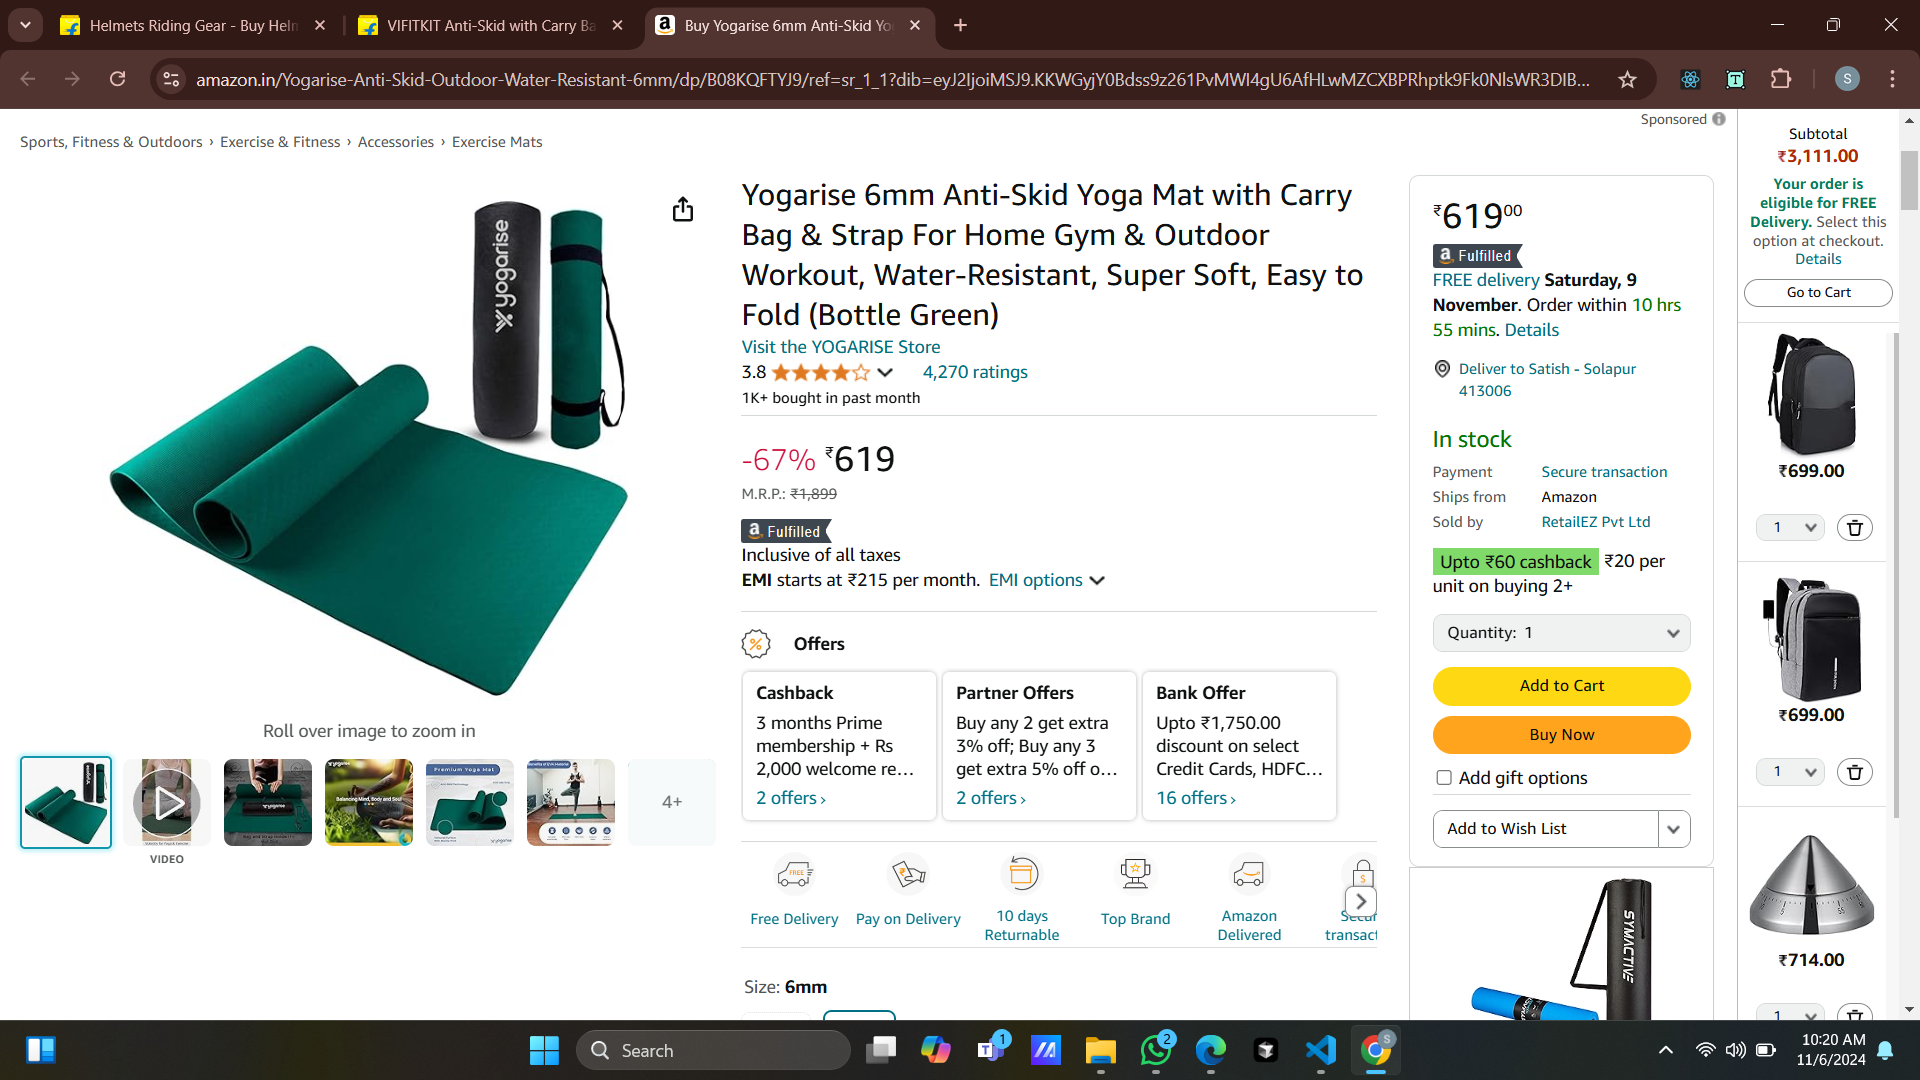 Helmets Riding Gear - Buy Heln
VIFITKIT Anti-Skid with Carry Ba
Buy Yogarise 6mm Anti-Skid Yo
amazon.in/Yogarise-Anti-Skid-Outdoor-Water-Resistant-6mm/dp/B08KQFTYJ9/ref=sr_1_1?dib=eyJ2IjoiMSJ9.KKWGyjY0Bdss9z261PvMWl4gU6AfHLwMZCXBPRhptk9Fk0NlsWR3DIB...
S
Sponsored
Sports, Fitness & Outdoors › Exercise & Fitness › Accessories › Exercise Mats
yogarise
Roll over image to zoom in
4+
VIDEO
Yogarise 6mm Anti-Skid Yoga Mat with Carry
Bag & Strap For Home Gym & Outdoor
Workout, Water-Resistant, Super Soft, Easy to
Fold (Bottle Green)
Visit the YOGARISE Store
3.8 4,270 ratings
1K+ bought in past month
-67% ₹619
M.R.P.: ₹1,899
a Fulfilled
Inclusive of all taxes
EMI starts at ₹215 per month. EMI options
Offers
Cashback
3 months Prime
membership + Rs
2,000 welcome re...
2 offers ›
Partner Offers
Buy any 2 get extra
3% off; Buy any 3
get extra 5% off o...
2 offers ›
Bank Offer
Upto ₹1,750.00
discount on select
Credit Cards, HDFC...
16 offers ›
FREE
Free Delivery
Pay on Delivery
10 days
Returnable
Top Brand
Amazon
Delivered
Secur
transact
Size: 6mm
₹61900
a Fulfilled
FREE delivery Saturday, 9
November. Order within 10 hrs
55 mins. Details
Deliver to Satish - Solapur
413006
In stock
Payment Secure transaction
Ships from Amazon
Sold by RetailEZ Pvt Ltd
Upto ₹60 cashback ₹20 per
unit on buying 2+
Quantity: 1
Add to Cart
Buy Now
Add gift options
Add to Wish List
SYMACTIVE
Subtotal
₹3,111.00
Your order is
eligible for FREE
Delivery. Select this
option at checkout.
Details
Go to Cart
₹699.00
1
₹699.00
1
₹714.00
1
Search
1
2
S
10:20 AM
11/6/2024